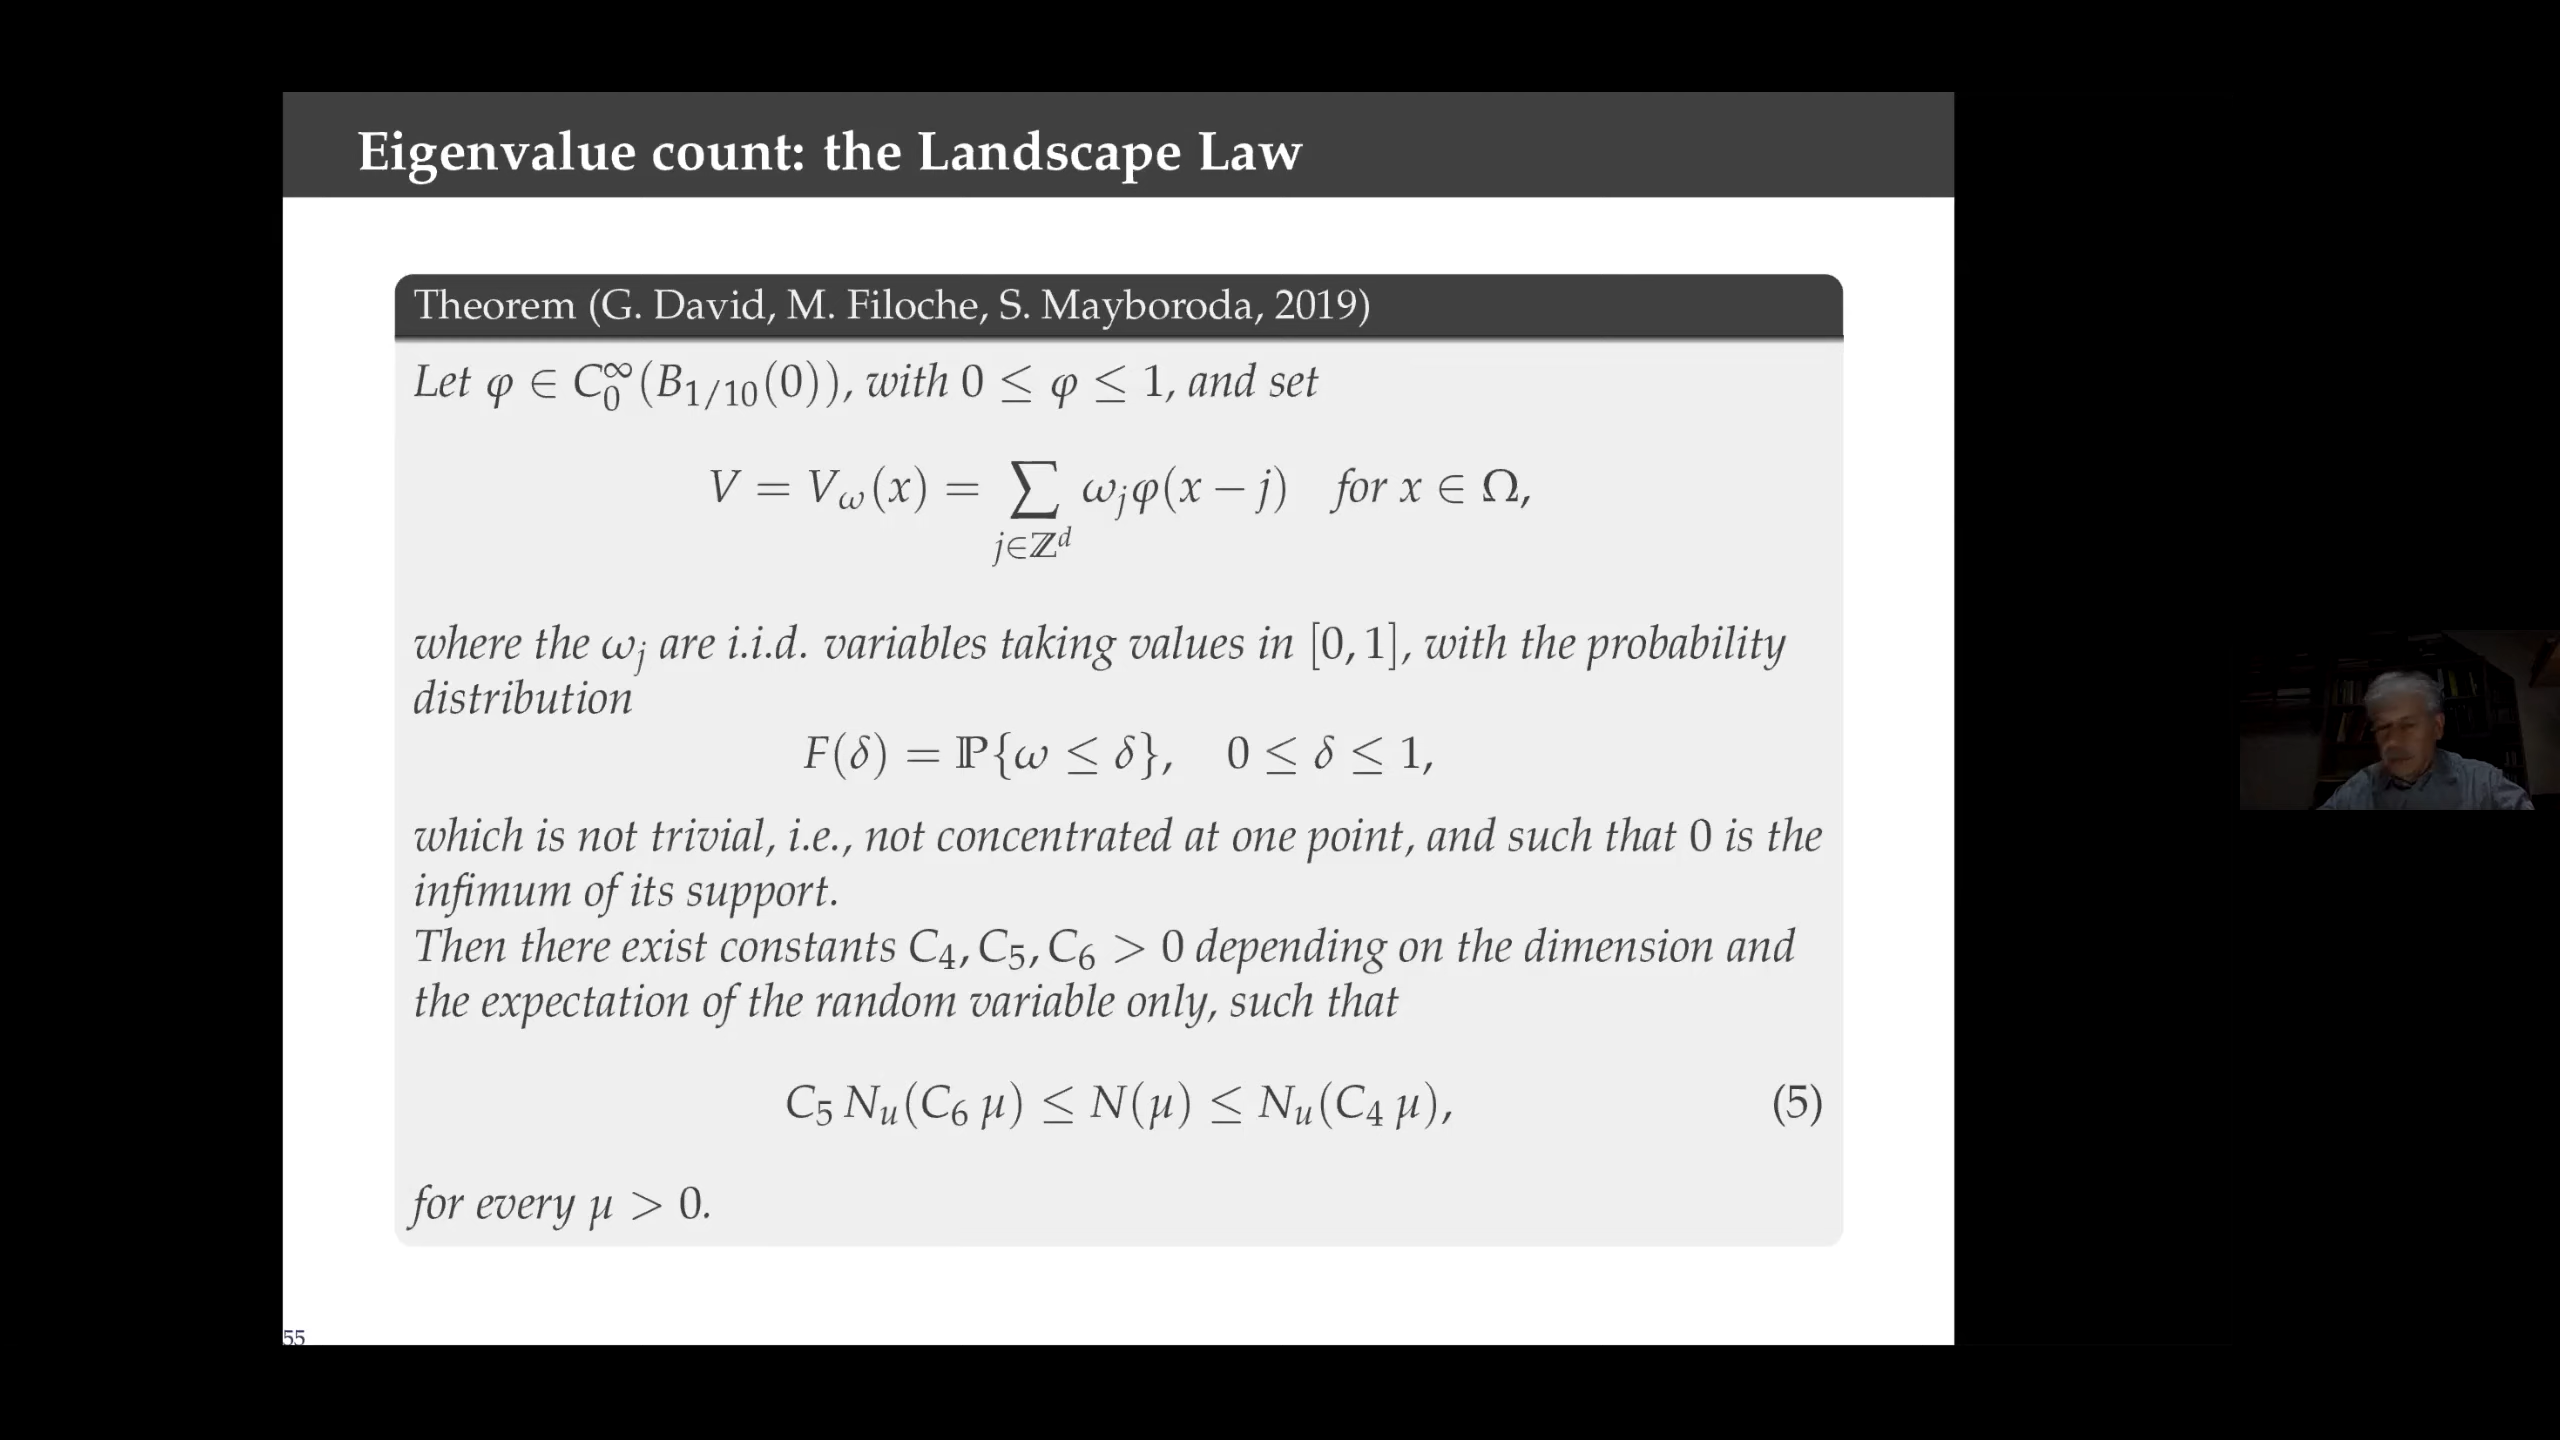 Eigenvalue count: the Landscape Law
Theorem (G. David, M. Filoche, S. Mayboroda, 2019)
Let φ ∈ C₀^∞(B₁/₁₀(0)), with 0 ≤ φ ≤ 1, and set
V = V_ω(x) = ∑_{j∈ℤ^d} ω_jφ(x − j) for x ∈ Ω,
where the ω_j are i.i.d. variables taking values in [0, 1], with the probability
distribution
F(δ) = ℙ{ω ≤ δ}, 0 ≤ δ ≤ 1,
which is not trivial, i.e., not concentrated at one point, and such that 0 is the
infimum of its support.
Then there exist constants C₄, C₅, C₆ > 0 depending on the dimension and
the expectation of the random variable only, such that
C₅ N_u(C₆ μ) ≤ N(μ) ≤ N_u(C₄ μ), (5)
for every μ > 0.
55